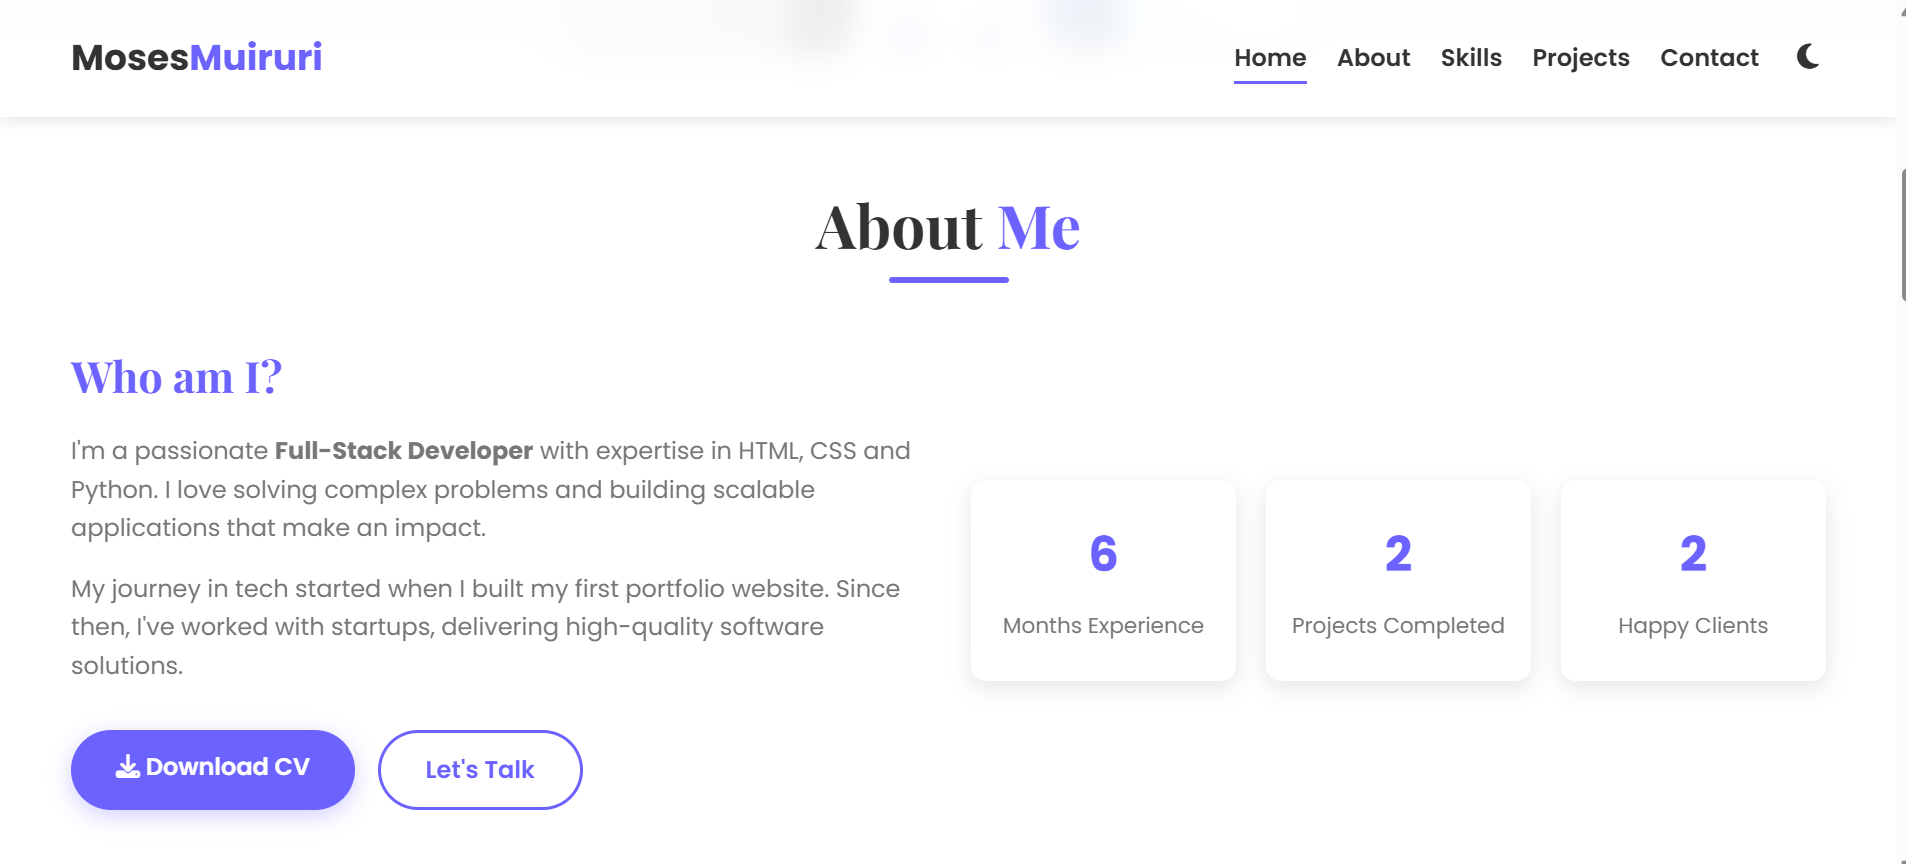 MosesMuiruri
Home About Skills Projects Contact
About Me
Who am I?
I'm a passionate Full-Stack Developer with expertise in HTML, CSS and
Python. I love solving complex problems and building scalable
applications that make an impact.
My journey in tech started when I built my first portfolio website. Since
then, I've worked with startups, delivering high-quality software
solutions.
Download CV
Let's Talk
6
Months Experience
2
Projects Completed
2
Happy Clients